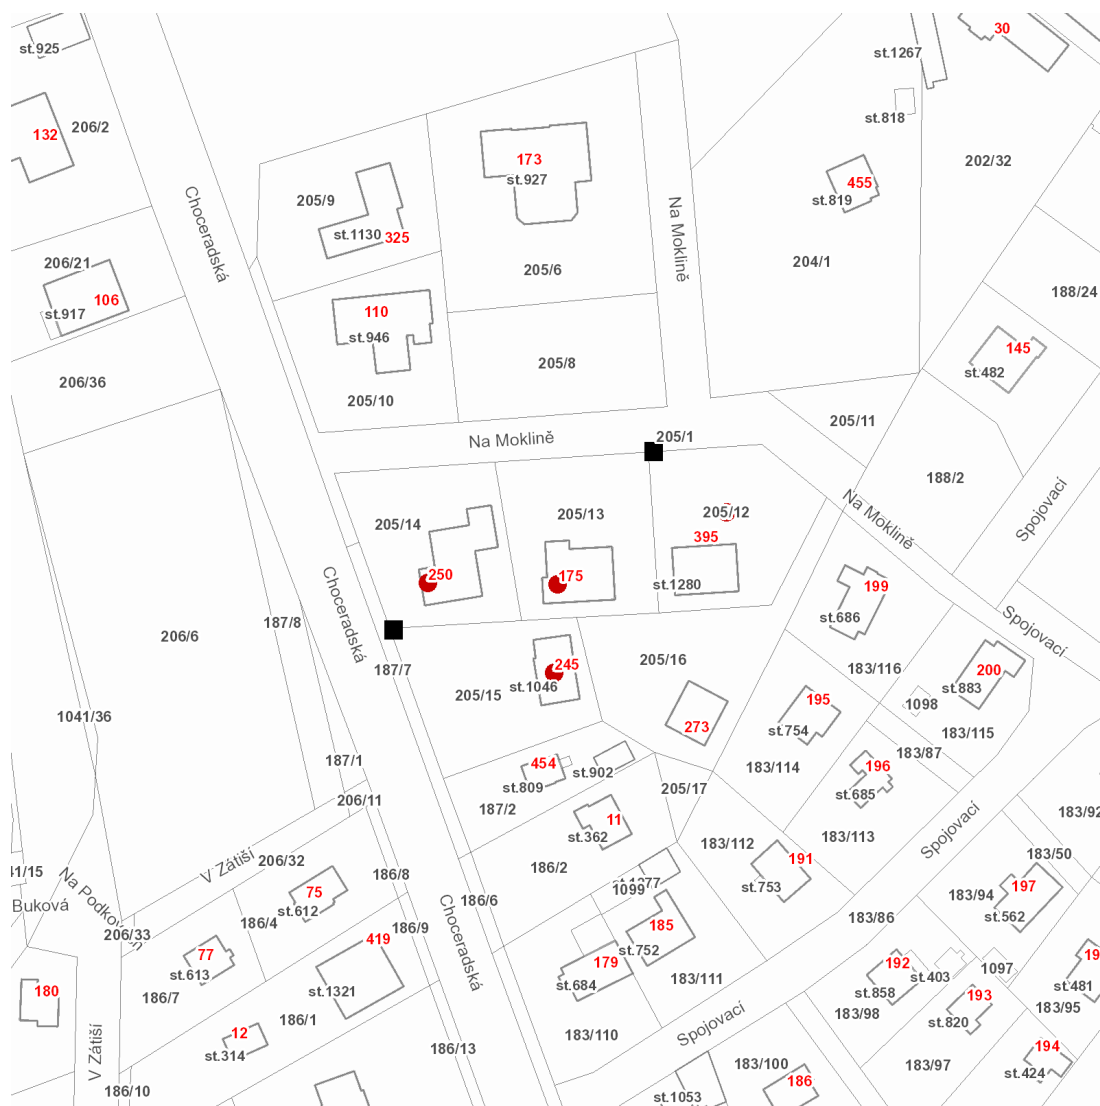 30
st.925
st.1267
132
206/2
st.818
173
st.927
202/32
455
st.819
205/9
Choceradská
Na Moklině
st.1130
325
206/21
205/6
204/1
106
st.917
110
st.946
188/24
145
st.482
206/36
205/8
205/10
205/11
Na Moklině
205/1
188/2
Spojovací
205/14
205/13
205/12
Na Moklině
395
250
175
st.1280
199
st.686
Choceradská
187/8
206/6
Spojovací
187/7
205/15
245
st.1046
205/16
183/116
200
st.883
195
st.754
1098
1041/36
273
183/115
183/87
187/1
454
st.809
st.902
183/114
196
st.685
206/11
205/17
187/2
11
st.362
183/113
Spojovací
183/92
V Zátiší
206/32
186/2
183/112
191
st.753
183/50
41/15
Na Podkov
186/8
1099
183/94
197
st.562
Buková
75
st.612
186/4
186/6
Choceradská
183/86
206/33
186/9
185
st.752
419
77
st.613
179
st.684
183/111
192
st.858
st.403
1097
19
st.481
180
186/7
st.1321
193
st.820
183/98
183/95
12
st.314
186/1
183/110
Spojovací
V Zátiší
186/13
183/100
183/97
194
st.424
186/10
186
st.1053